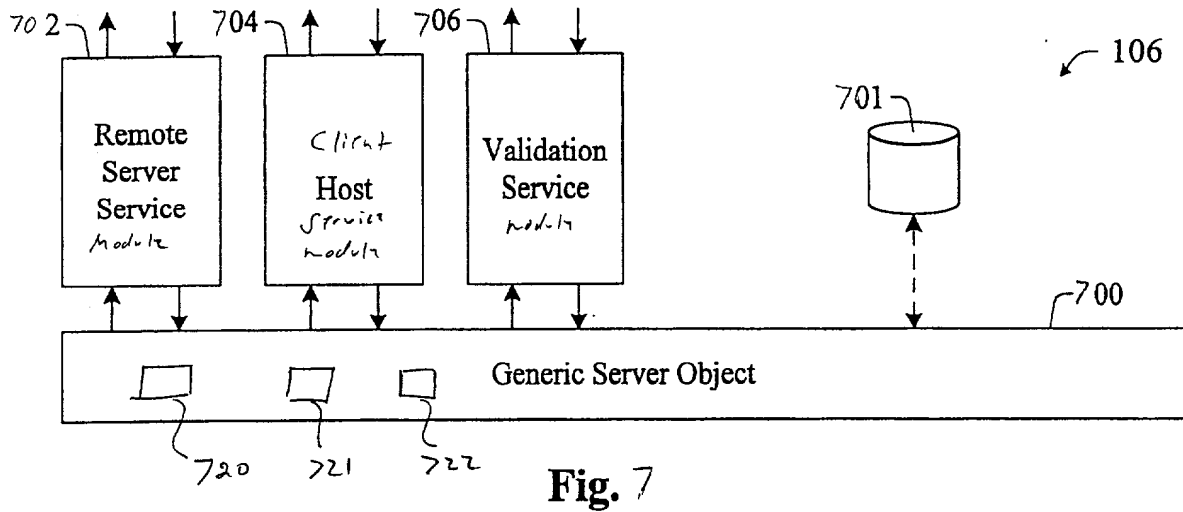 702
704
706
106
701
Remote
Server
Service
Module
Client
Host
Service
module
Validation
Service
module
700
Generic Server Object
720
721
722
Fig. 7